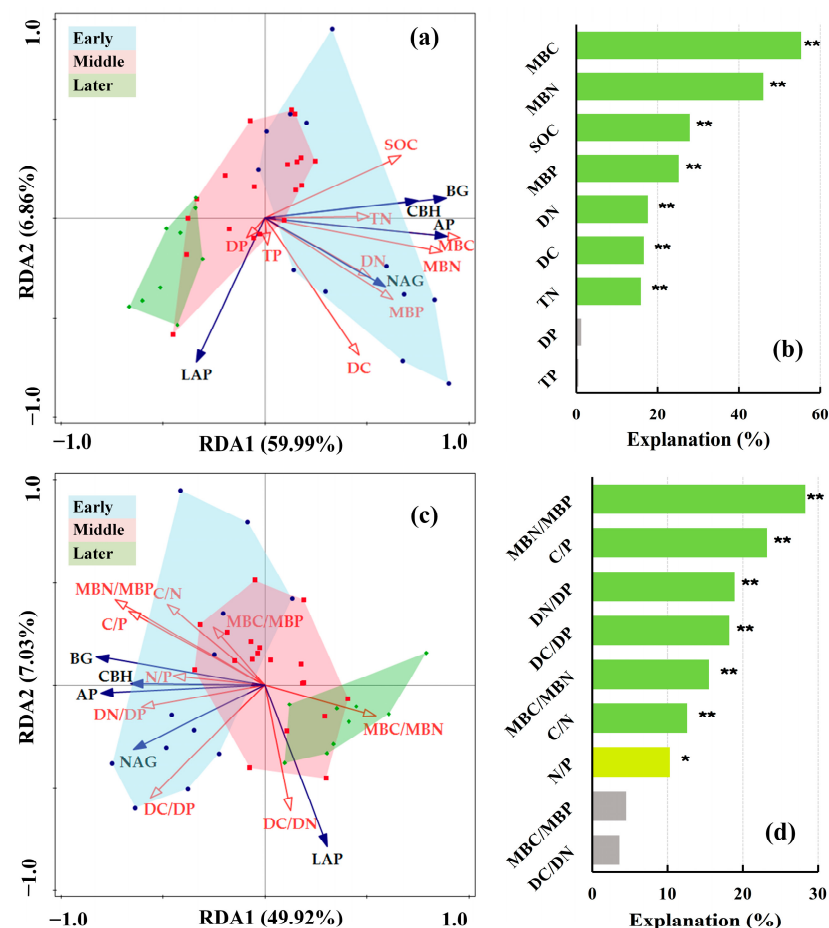 (a)
Early
Middle
Later
1.0
RDA2 (6.86%)
−1.0
SOC
BG
CBH
TN
AP
MBC
DP
TP
MBN
DN
NAG
MBP
DC
LAP
−1.0
RDA1 (59.99%)
1.0
(b)
MBC
**
MBN
**
SOC
**
MBP
**
DN
**
DC
**
TN
**
DP
TP
0
20
40
60
Explanation (%)
(c)
Early
Middle
Later
1.0
RDA2 (7.03%)
−1.0
MBN/MBP
C/N
C/P
MBC/MBP
BG
CBH
N/P
AP
DN/DP
MBC/MBN
NAG
DC/DP
DC/DN
LAP
−1.0
RDA1 (49.92%)
1.0
(d)
MBN/MBP
**
C/P
**
DN/DP
**
DC/DP
**
MBC/MBN
**
C/N
**
N/P
*
MBC/MBP
DC/DN
0
10
20
30
Explanation (%)